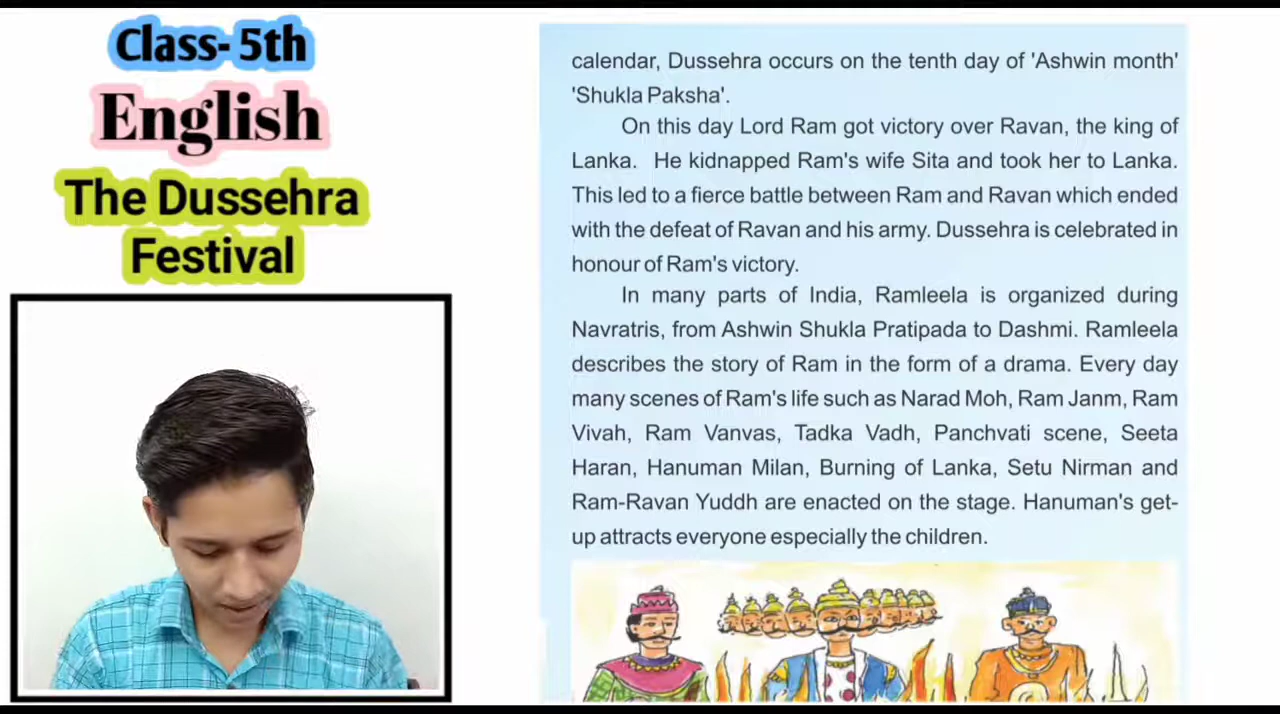 Class- 5th
English
The Dussehra
Festival
calendar, Dussehra occurs on the tenth day of 'Ashwin month'
'Shukla Paksha'.
On this day Lord Ram got victory over Ravan, the king of
Lanka. He kidnapped Ram's wife Sita and took her to Lanka.
This led to a fierce battle between Ram and Ravan which ended
with the defeat of Ravan and his army. Dussehra is celebrated in
honour of Ram's victory.
In many parts of India, Ramleela is organized during
Navratris, from Ashwin Shukla Pratipada to Dashmi. Ramleela
describes the story of Ram in the form of a drama. Every day
many scenes of Ram's life such as Narad Moh, Ram Janm, Ram
Vivah, Ram Vanvas, Tadka Vadh, Panchvati scene, Seeta
Haran, Hanuman Milan, Burning of Lanka, Setu Nirman and
Ram-Ravan Yuddh are enacted on the stage. Hanuman's get-
up attracts everyone especially the children.